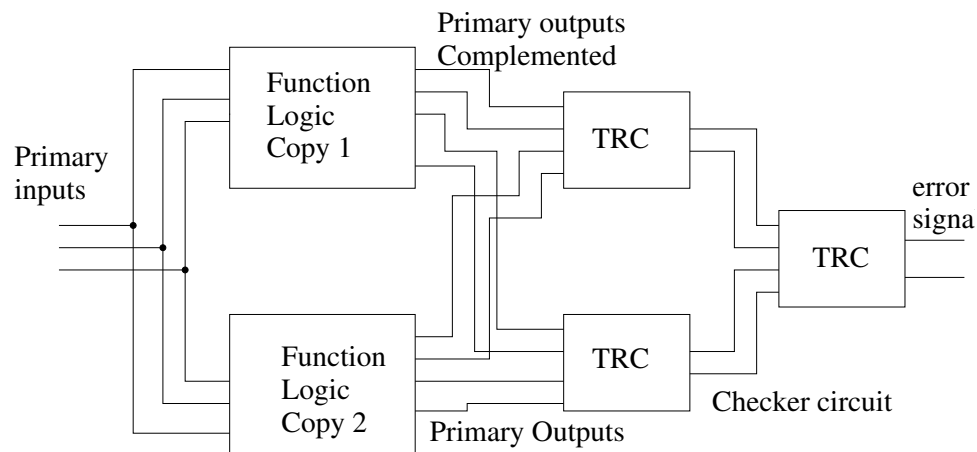 Primary outputs
Complemented
Function
Logic
Copy 1
TRC
Primary
inputs
error
signa
TRC
Function
Logic
Copy 2
TRC
Checker circuit
Primary Outputs